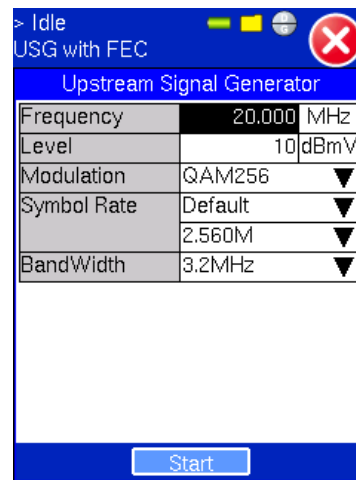 > Idle
USG with FEC
Upstream Signal Generator
Frequency 20.000 MHz
Level 10 dBmV
Modulation QAM256
Symbol Rate Default
2.560M
BandWidth 3.2MHz
Start